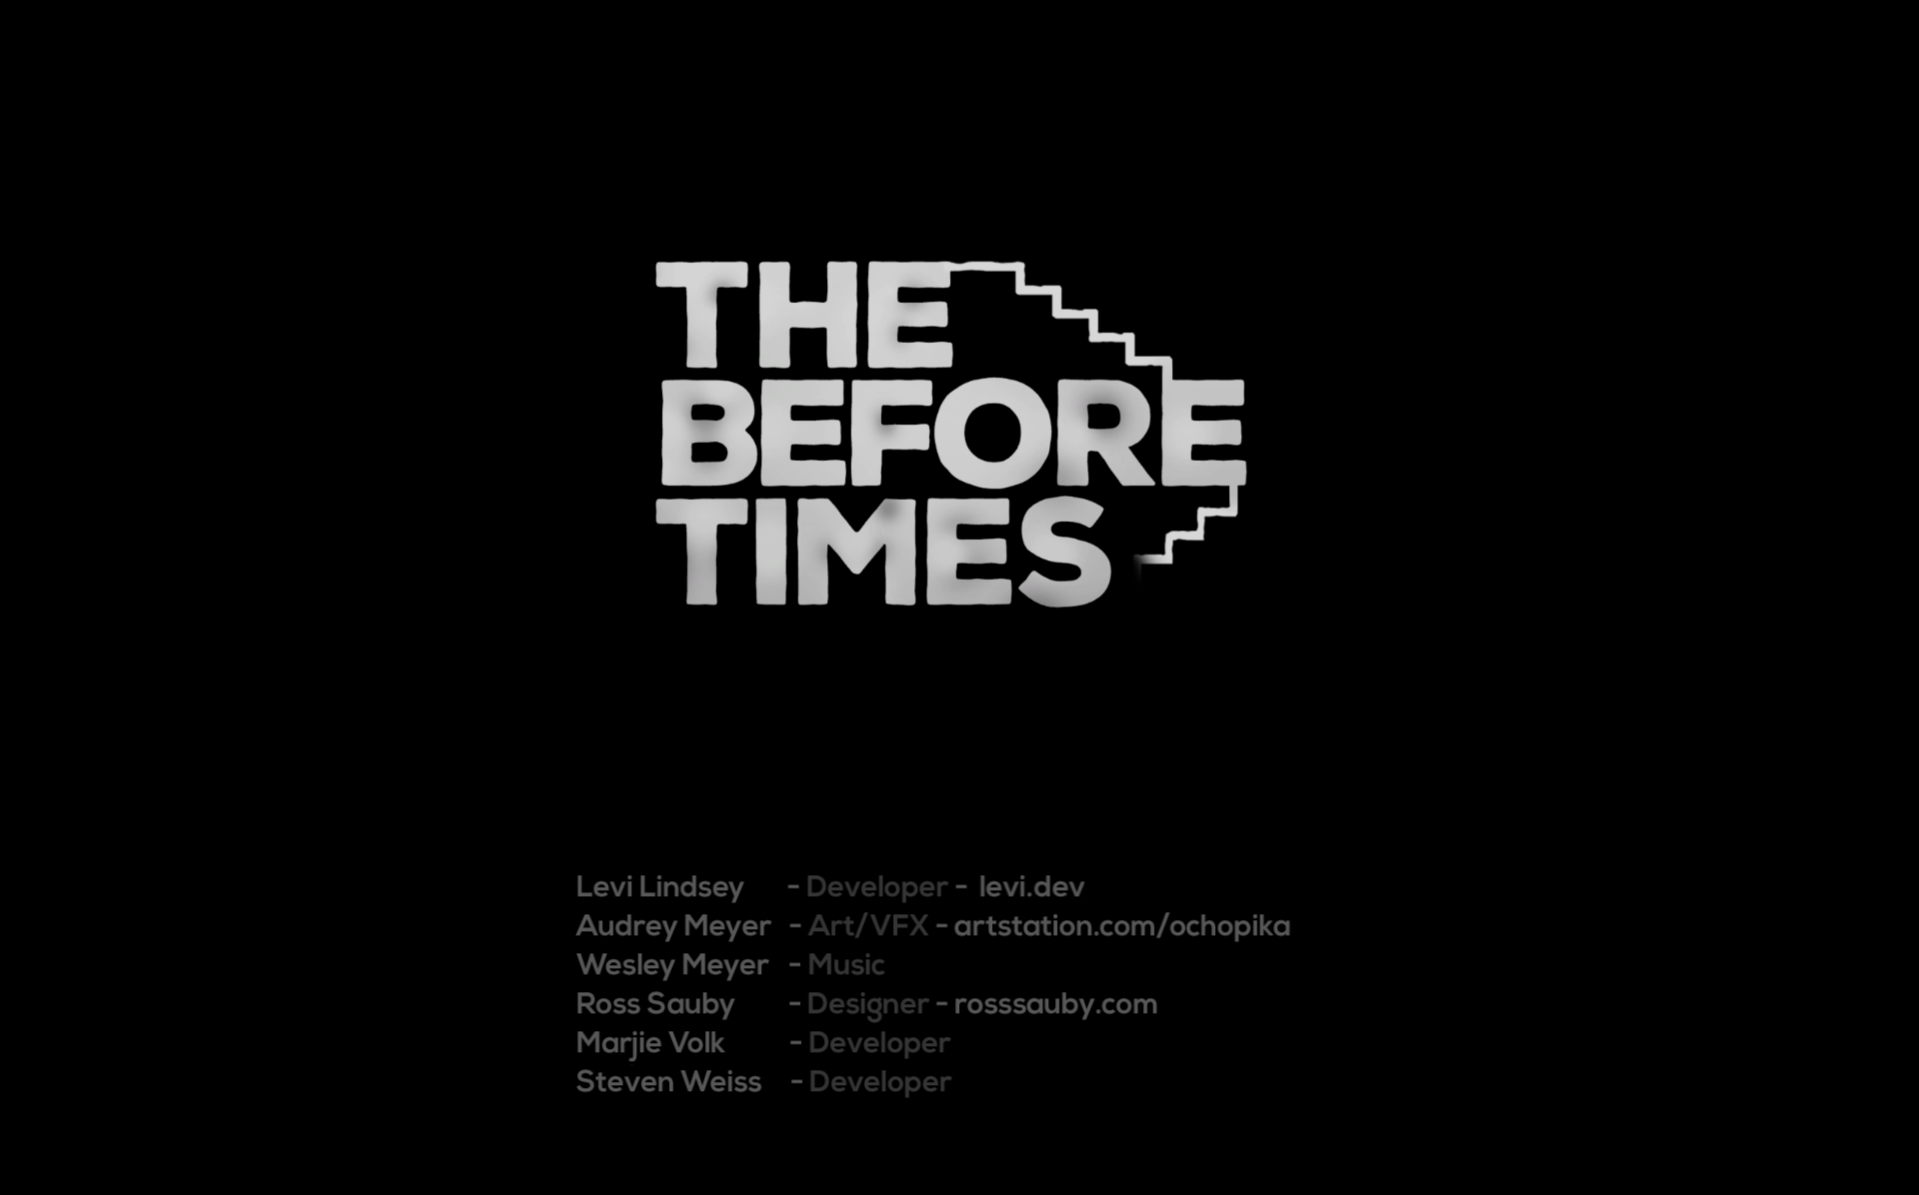 THE
BEFORE
TIMES
Levi Lindsey - Developer - levi.dev
Audrey Meyer - Art/VFX - artstation.com/ochopika
Wesley Meyer - Music
Ross Sauby - Designer - rosssauby.com
Marjie Volk - Developer
Steven Weiss - Developer